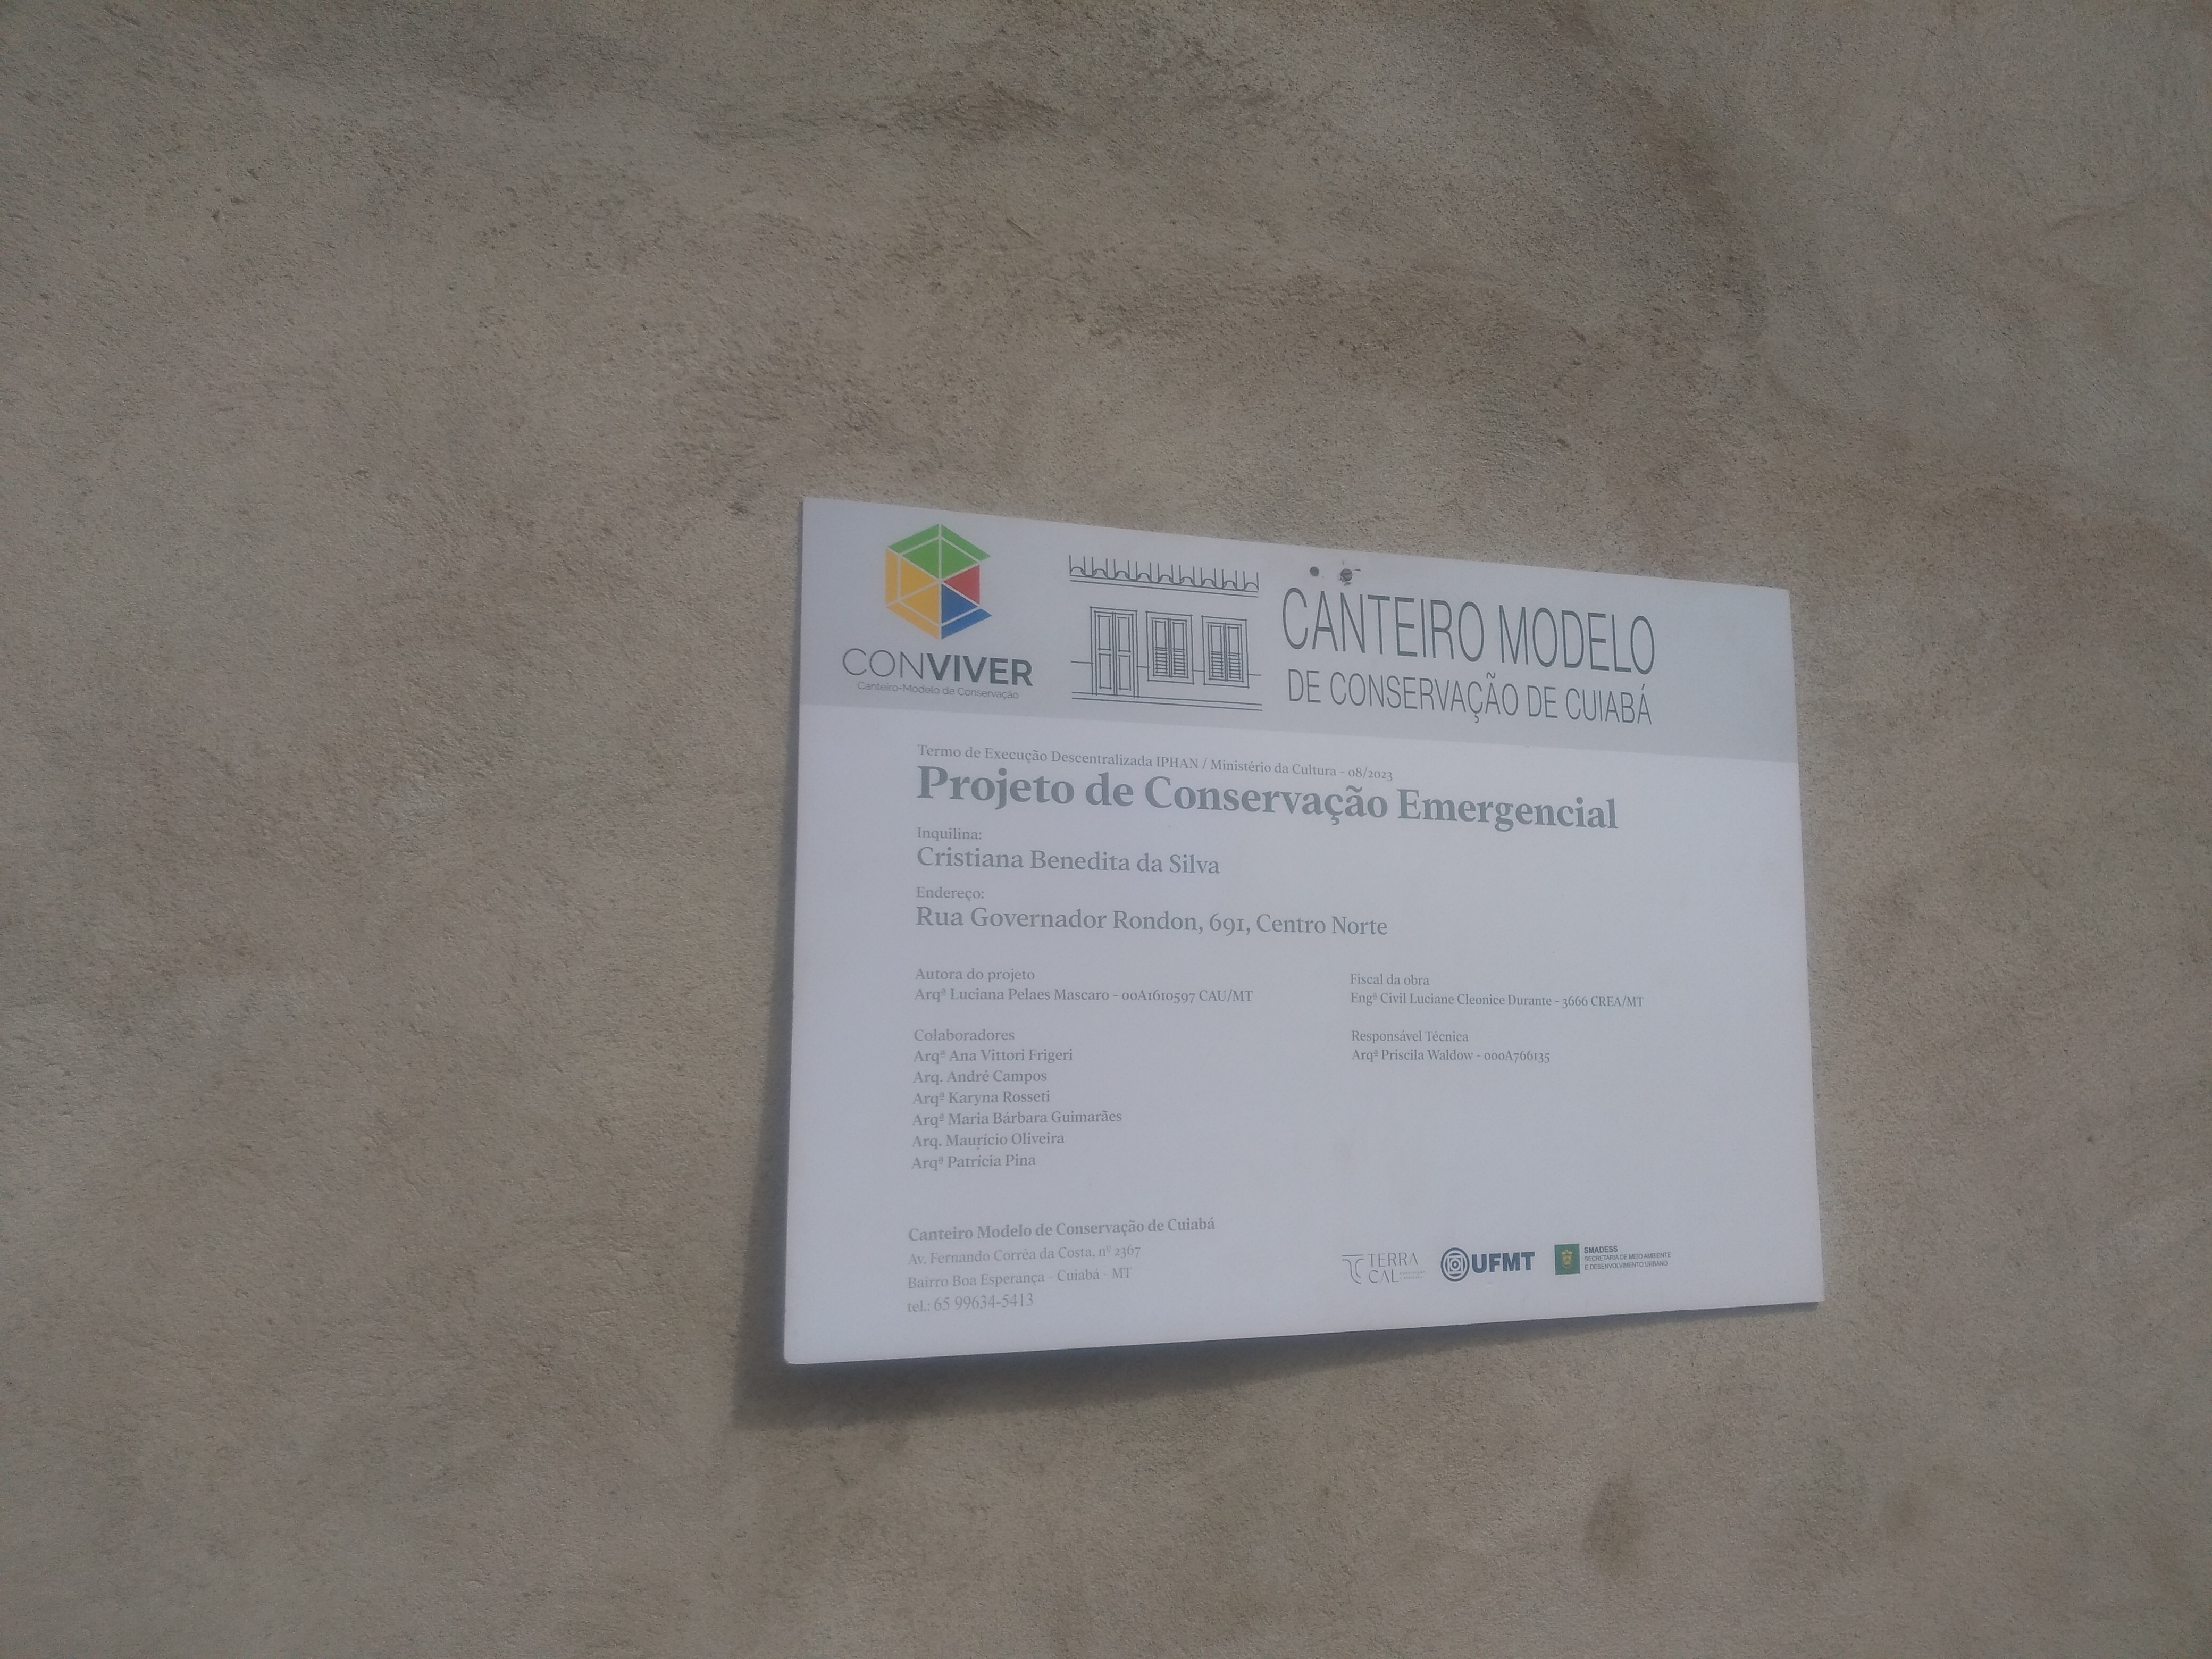 CONVIVER
Canteiro-Modelo de Conservação
CANTEIRO MODELO
DE CONSERVAÇÃO DE CUIABÁ
Termo de Execução Descentralizada IPHAN / Ministério da Cultura - 08/2023
Projeto de Conservação Emergencial
Inquilina:
Cristiana Benedita da Silva
Endereço:
Rua Governador Rondon, 691, Centro Norte
Autora do projeto
Arqª Luciana Pelaes Mascaro - 00A1610597 CAU/MT
Colaboradores
Arqª Ana Vittori Frigeri
Arq. André Campos
Arqª Karyna Rosseti
Arqª Maria Bárbara Guimarães
Arq. Maurício Oliveira
Arqª Patrícia Pina
Fiscal da obra
Engª Civil Luciane Cleonice Durante - 3666 CREA/MT
Responsável Técnica
Arqª Priscila Waldow - 000A766135
Canteiro Modelo de Conservação de Cuiabá
Av. Fernando Corrêa da Costa, nº 2367
Bairro Boa Esperança - Cuiabá - MT
tel.: 65 99634-5413
TERRA
CAL
UFMT
SMADESS
SECRETARIA DE MEIO AMBIENTE
E DESENVOLVIMENTO URBANO